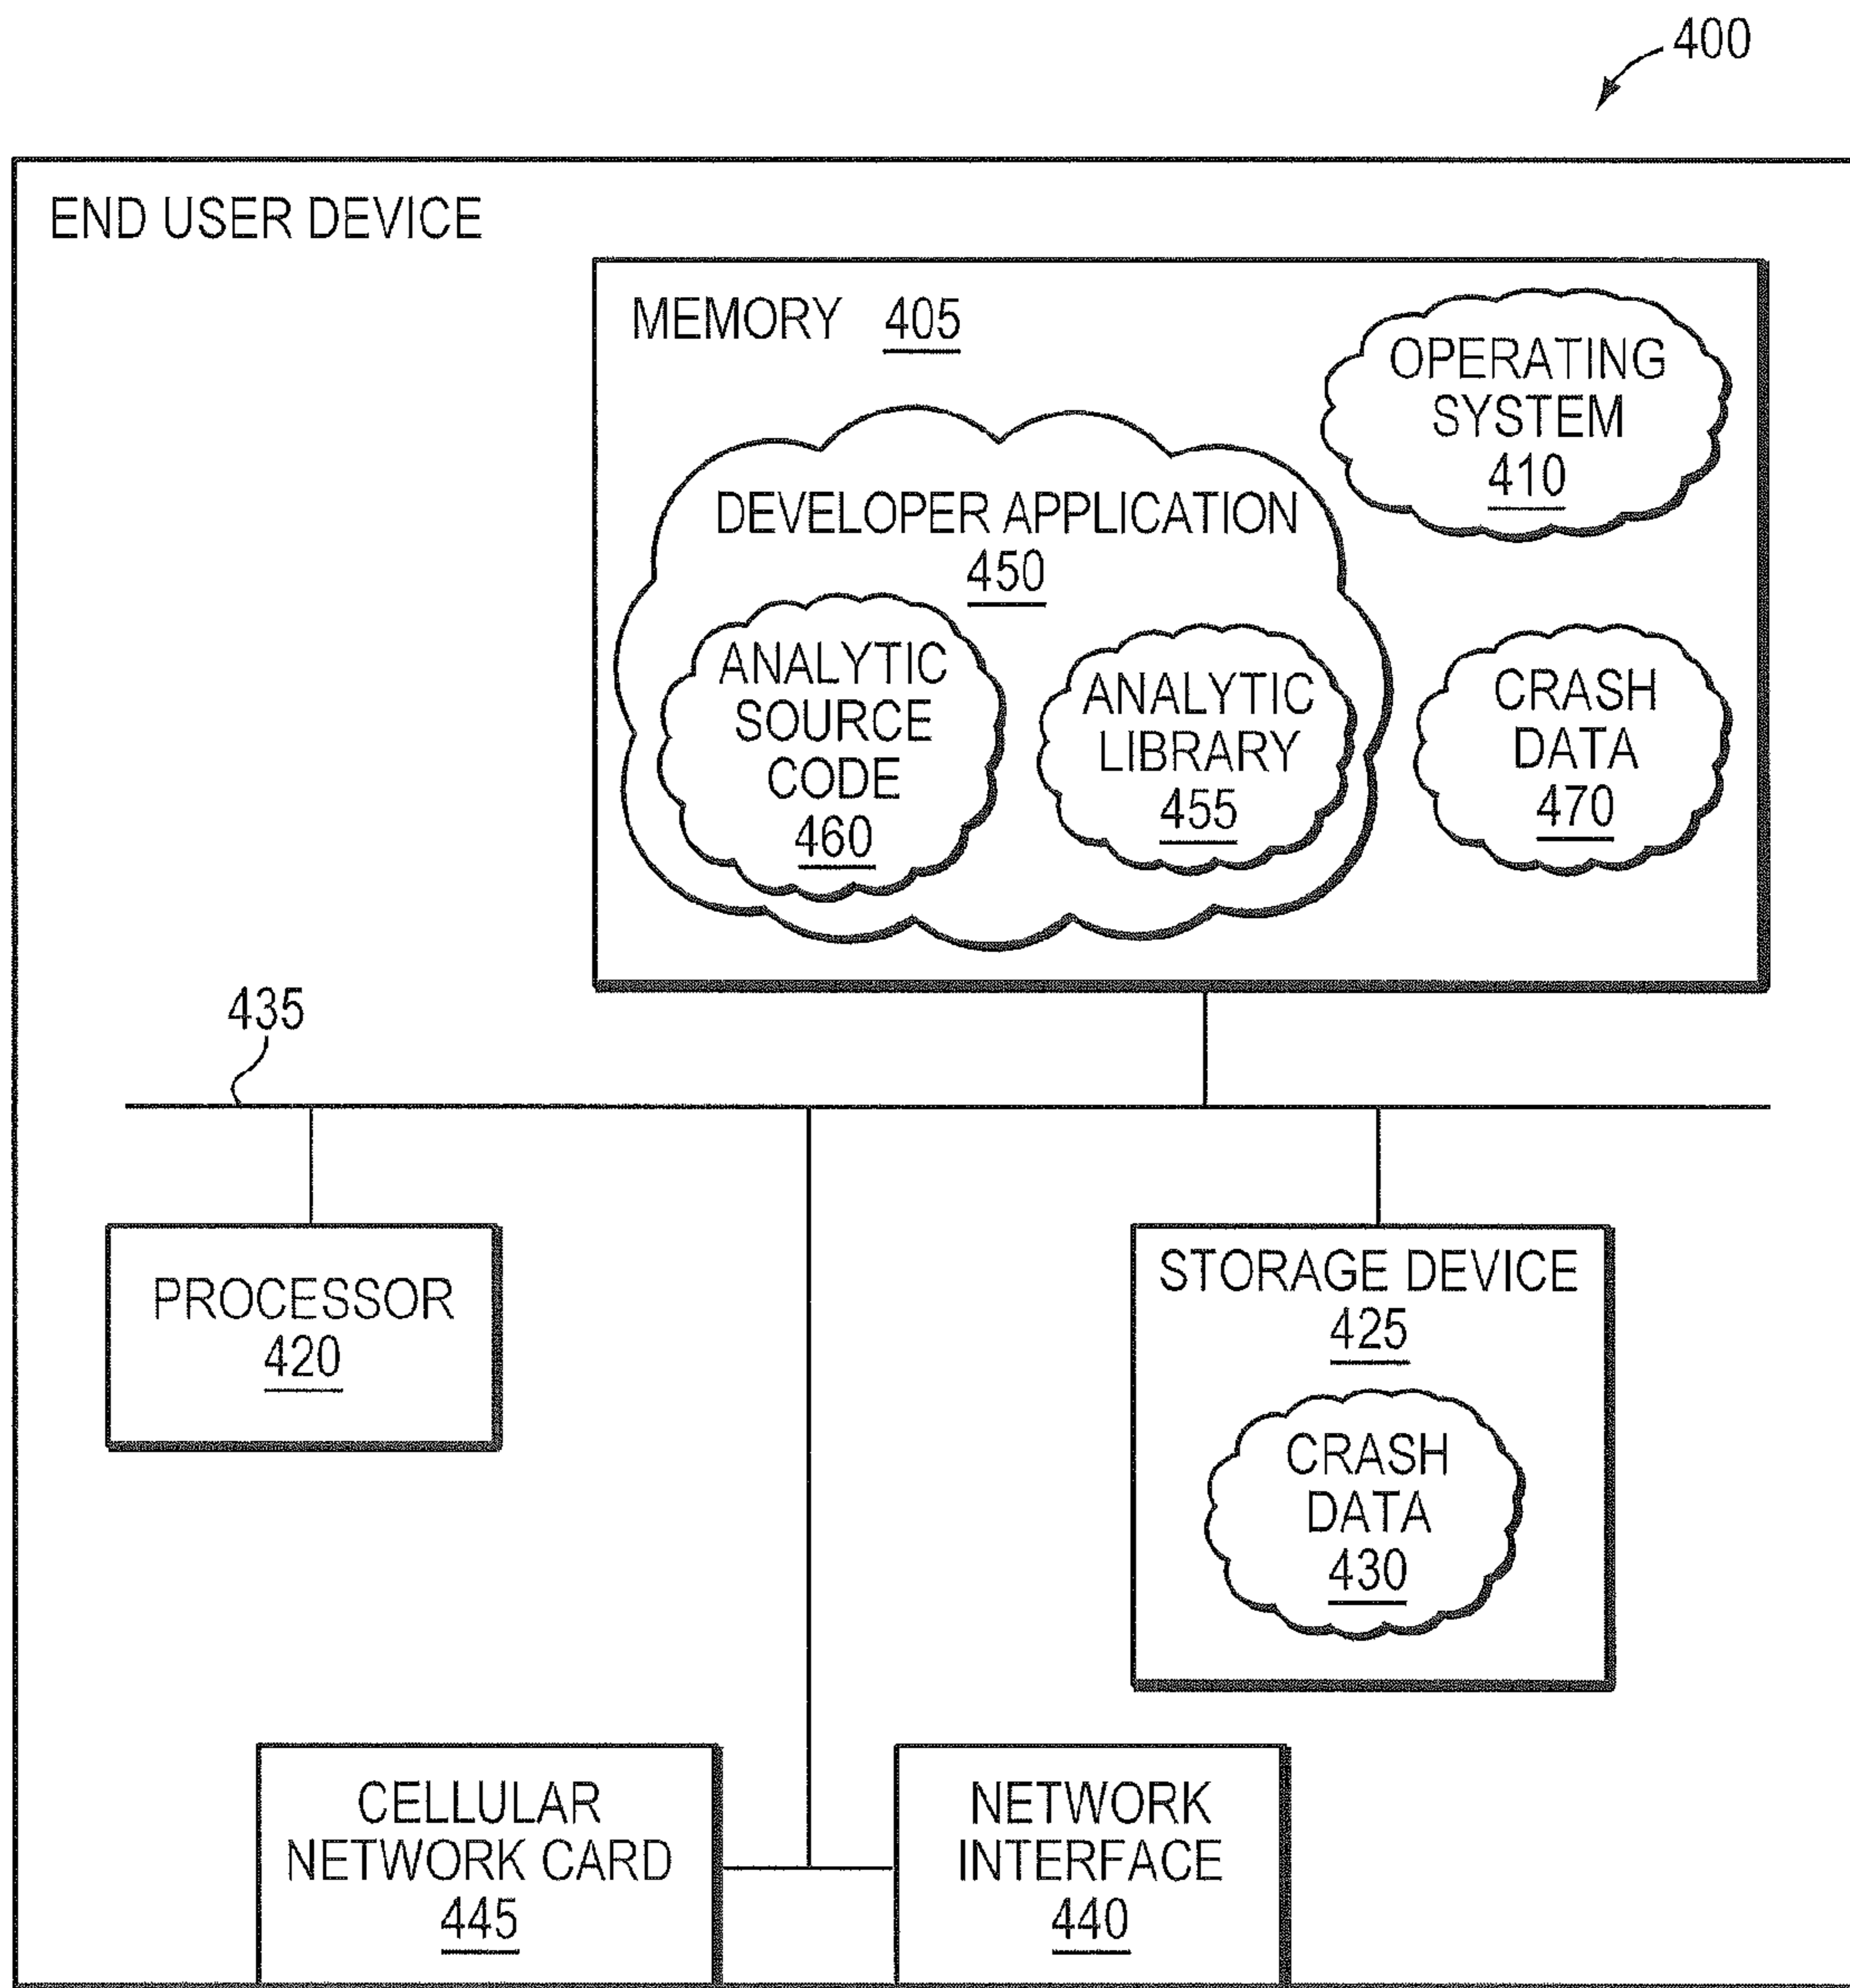 400
END USER DEVICE
MEMORY 405
OPERATING
SYSTEM
410
DEVELOPER APPLICATION
450
ANALYTIC
SOURCE
CODE
460
ANALYTIC
LIBRARY
455
CRASH
DATA
470
435
PROCESSOR
420
STORAGE DEVICE
425
CRASH
DATA
430
CELLULAR
NETWORK CARD
445
NETWORK
INTERFACE
440